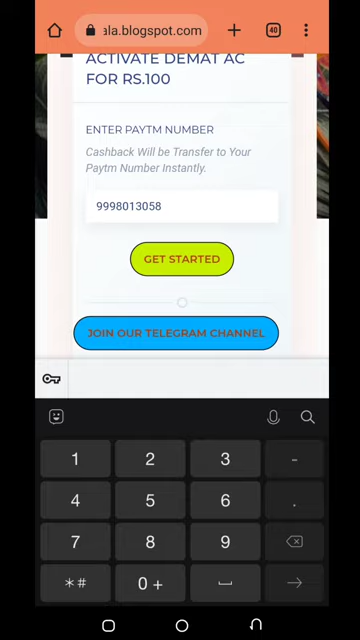 ala.blogspot.com
40
ACTIVATE DEMAT AC
FOR RS.100
ENTER PAYTM NUMBER
Cashback Will be Transfer to Your
Paytm Number Instantly.
9998013058
GET STARTED
JOIN OUR TELEGRAM CHANNEL
1 2 3 -
4 5 6 .
7 8 9
*# 0 +